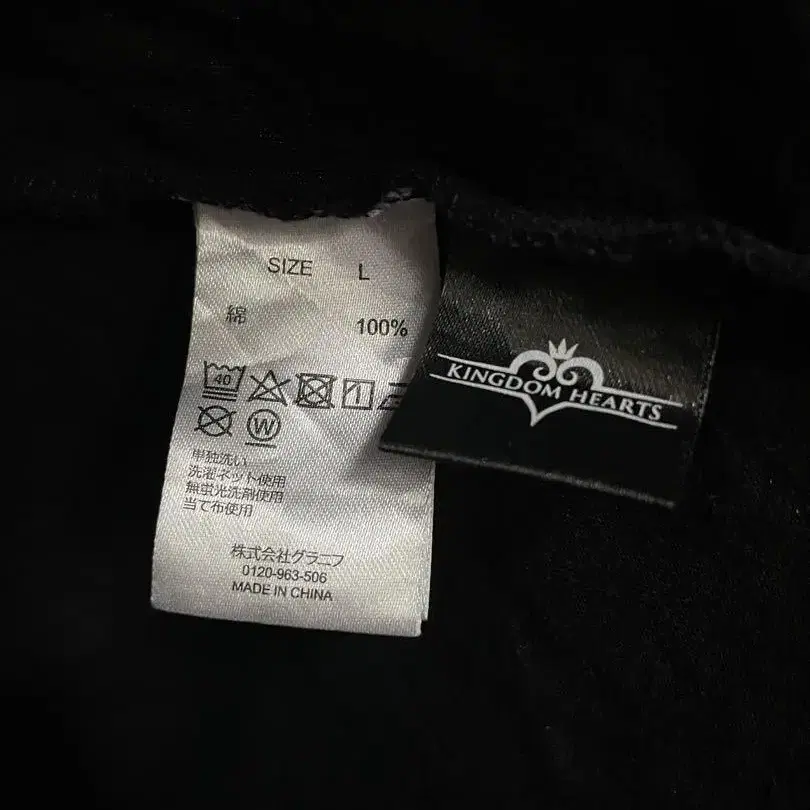 SIZE L
綿 100%
40
W
単独洗い
洗濯ネット使用
無蛍光洗剤使用
当て布使用
株式会社グラニフ
0120-963-506
MADE IN CHINA
KINGDOM HEARTS